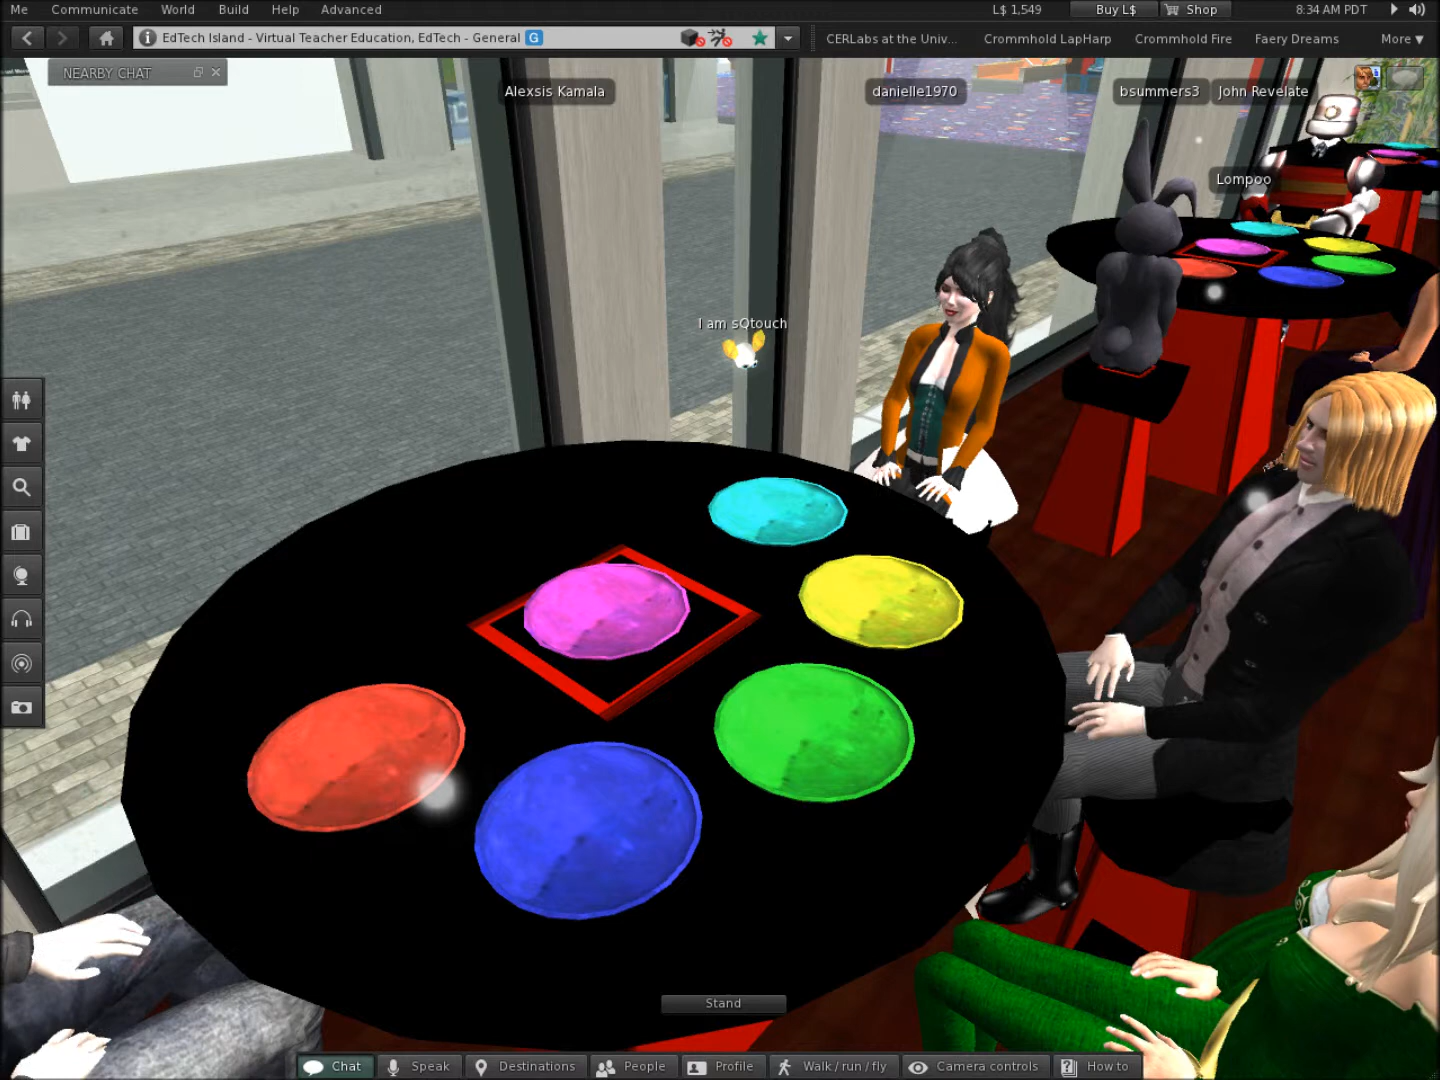 Me Communicate World Build Help Advanced L$ 1,549 Buy L$ Shop 8:34 AM PDT
EdTech Island - Virtual Teacher Education, EdTech - General G CERLabs at the Univ... Crommhold LapHarp Crommhold Fire Faery Dreams More
NEARBY CHAT
Alexsis Kamala danielle1970 bsummers3 John Revelate
Lompoo
I am sQtouch
Stand
Chat Speak Destinations People Profile Walk / run / fly Camera controls How to